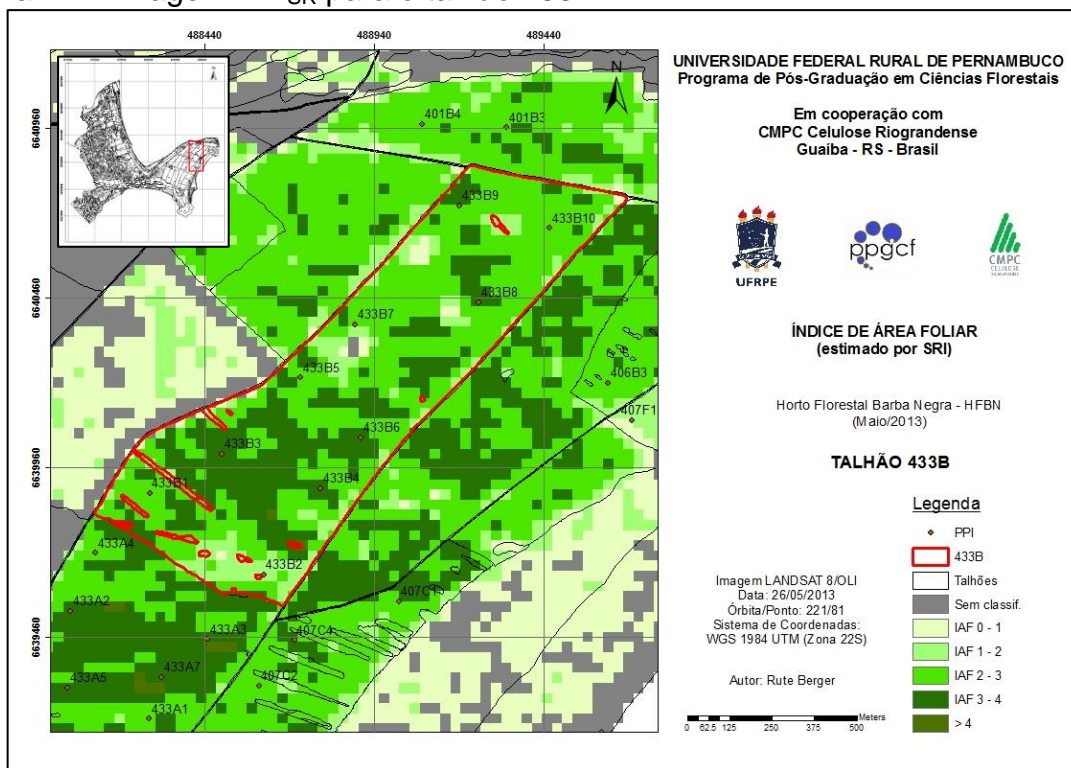 488440 488940 489440
6640960
6640460
6639960
6639460
N
401B4
401B3
433B9
433B10
433B8
433B7
433B5
406B3
407F1
433B6
433B3
433B4
433B1
433A4
433B2
433A2
407C1
433A3
407C4
433A7
433A5
407C2
433A1
UNIVERSIDADE FEDERAL RURAL DE PERNAMBUCO
Programa de Pós-Graduação em Ciências Florestais
Em cooperação com
CMPC Celulose Riograndense
Guaíba - RS - Brasil
UFRPE
ppgcf
CMPC
CELULOSE
ÍNDICE DE ÁREA FOLIAR
(estimado por SRI)
Horto Florestal Barba Negra - HFBN
(Maio/2013)
TALHÃO 433B
Legenda
PPI
433B
Talhões
Sem classif.
IAF 0 - 1
IAF 1 - 2
IAF 2 - 3
IAF 3 - 4
> 4
Imagem LANDSAT 8/OLI
Data: 26/05/2013
Órbita/Ponto: 221/81
Sistema de Coordenadas:
WGS 1984 UTM (Zona 22S)
Autor: Rute Berger
Meters
0 62.5 125 250 375 500